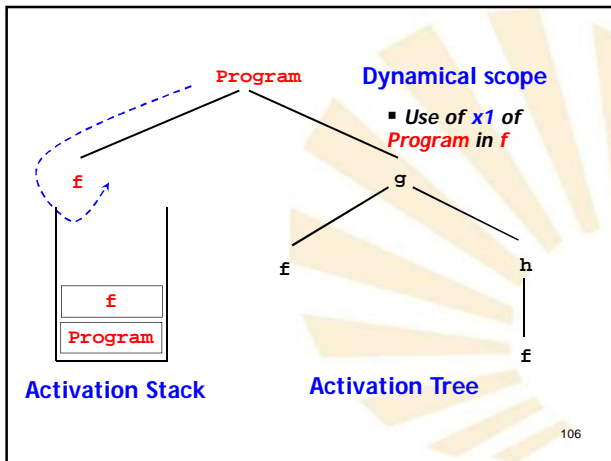 Program
Dynamical scope
▪ Use of x1 of
Program in f
f
g
f
h
f
Program
f
Activation Stack
Activation Tree
106